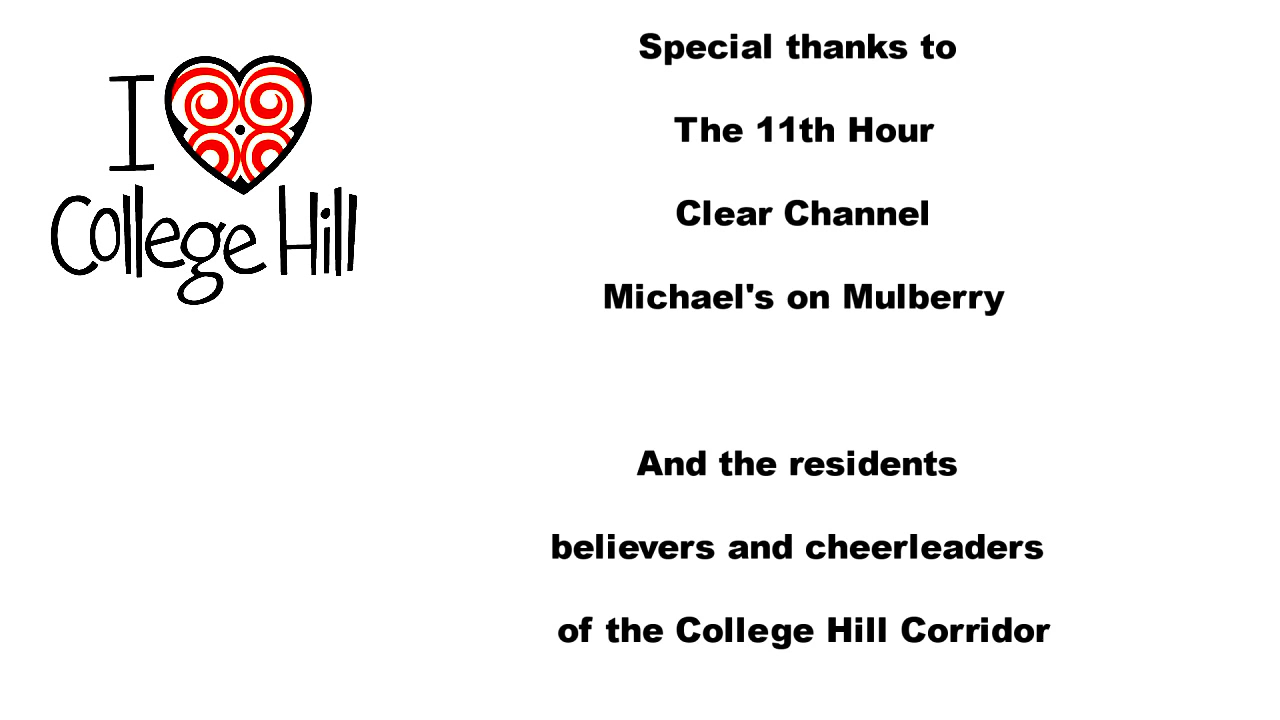 I
College Hill
Special thanks to
The 11th Hour
Clear Channel
Michael's on Mulberry
And the residents
believers and cheerleaders
of the College Hill Corridor